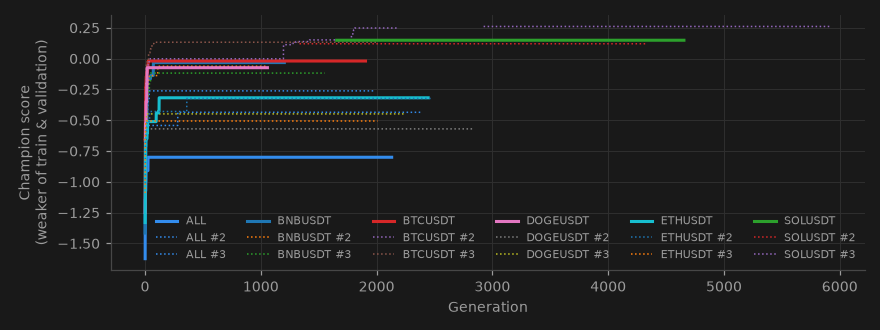 Champion score
(weaker of train & validation)
0.25
0.00
−0.25
−0.50
−0.75
−1.00
−1.25
−1.50
ALL BNBUSDT BTCUSDT DOGEUSDT ETHUSDT SOLUSDT
ALL #2 BNBUSDT #2 BTCUSDT #2 DOGEUSDT #2 ETHUSDT #2 SOLUSDT #2
ALL #3 BNBUSDT #3 BTCUSDT #3 DOGEUSDT #3 ETHUSDT #3 SOLUSDT #3
0 1000 2000 3000 4000 5000 6000
Generation